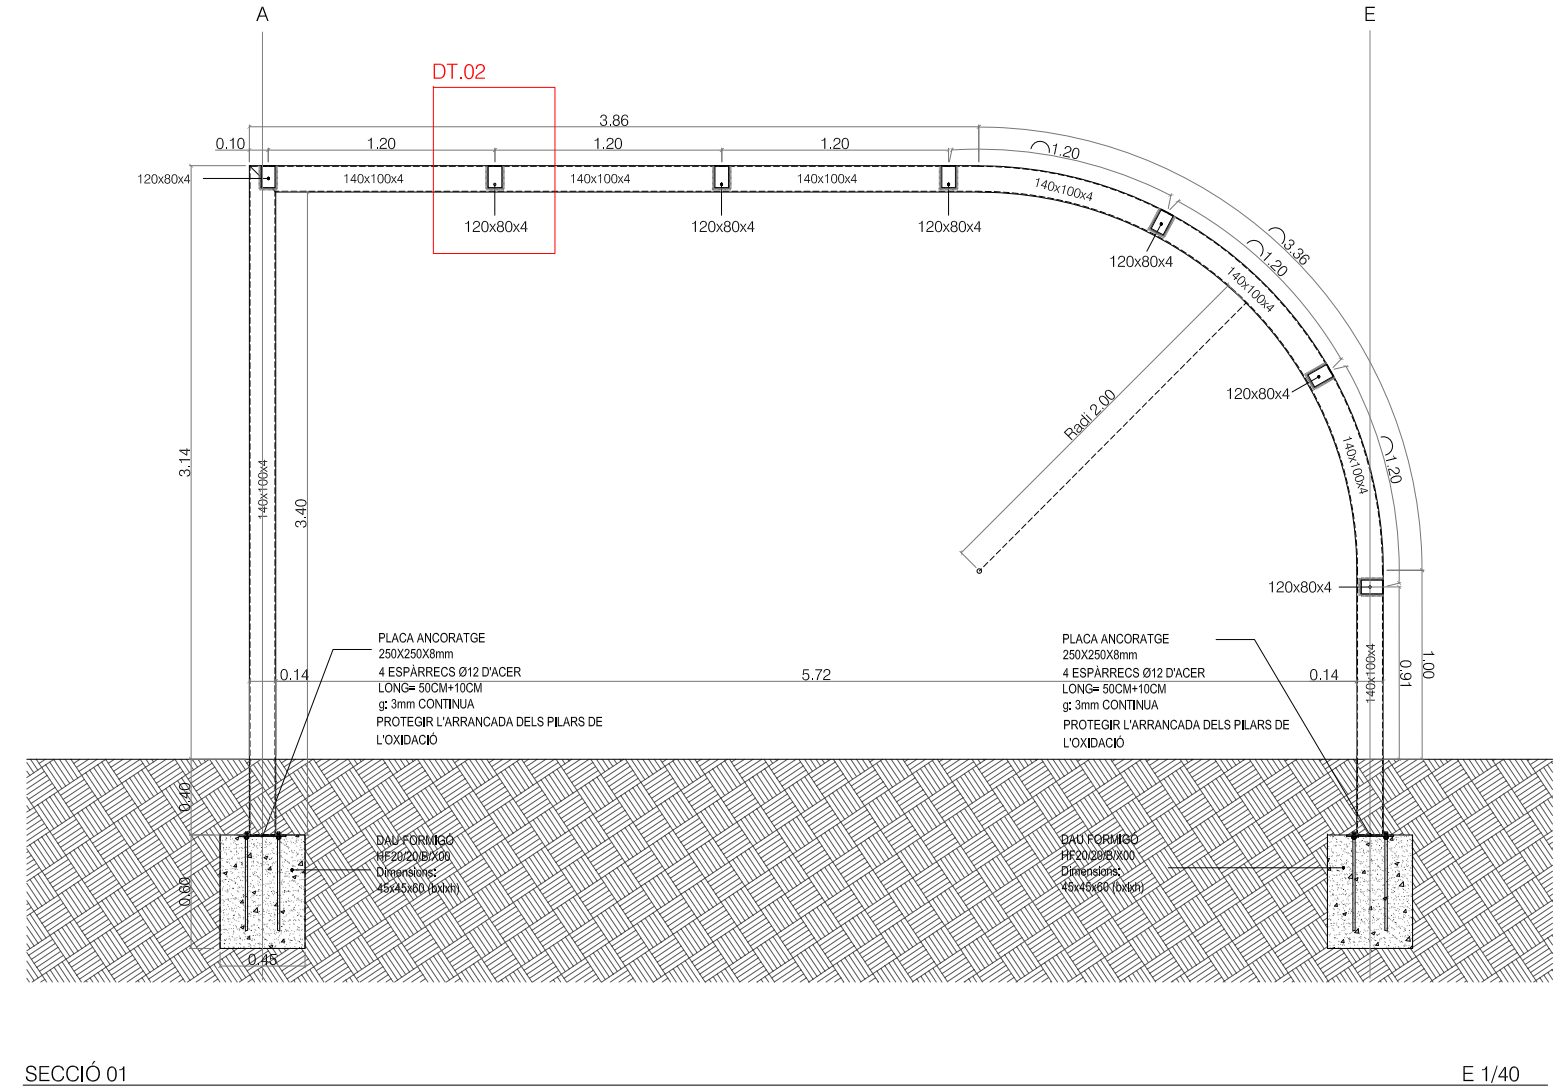 A
E
DT.02
3.86
0.10
1.20
1.20
1.20
1.20
120x80x4
140x100x4
140x100x4
140x100x4
140x100x4
120x80x4
120x80x4
120x80x4
120x80x4
3.36
1.20
140x100x4
120x80x4
Radi 2.00
1.20
140x100x4
3.14
140x100x4
3.40
120x80x4
PLACA ANCORATGE
250X250X8mm
4 ESPÀRRECS Ø12 D'ACER
LONG= 50CM+10CM
g: 3mm CONTINUA
PROTEGIR L'ARRANCADA DELS PILARS DE
L'OXIDACIÓ
PLACA ANCORATGE
250X250X8mm
4 ESPÀRRECS Ø12 D'ACER
LONG= 50CM+10CM
g: 3mm CONTINUA
PROTEGIR L'ARRANCADA DELS PILARS DE
L'OXIDACIÓ
0.14
5.72
0.14
140x100x4
0.91
1.00
0.40
0.60
0.45
DAU FORMIGÓ
HF20/20/B/X00
Dimensions:
45x45x60 (bxlxh)
DAU FORMIGÓ
HF20/20/B/X00
Dimensions:
45x45x60 (bxlxh)
SECCIÓ 01
E 1/40